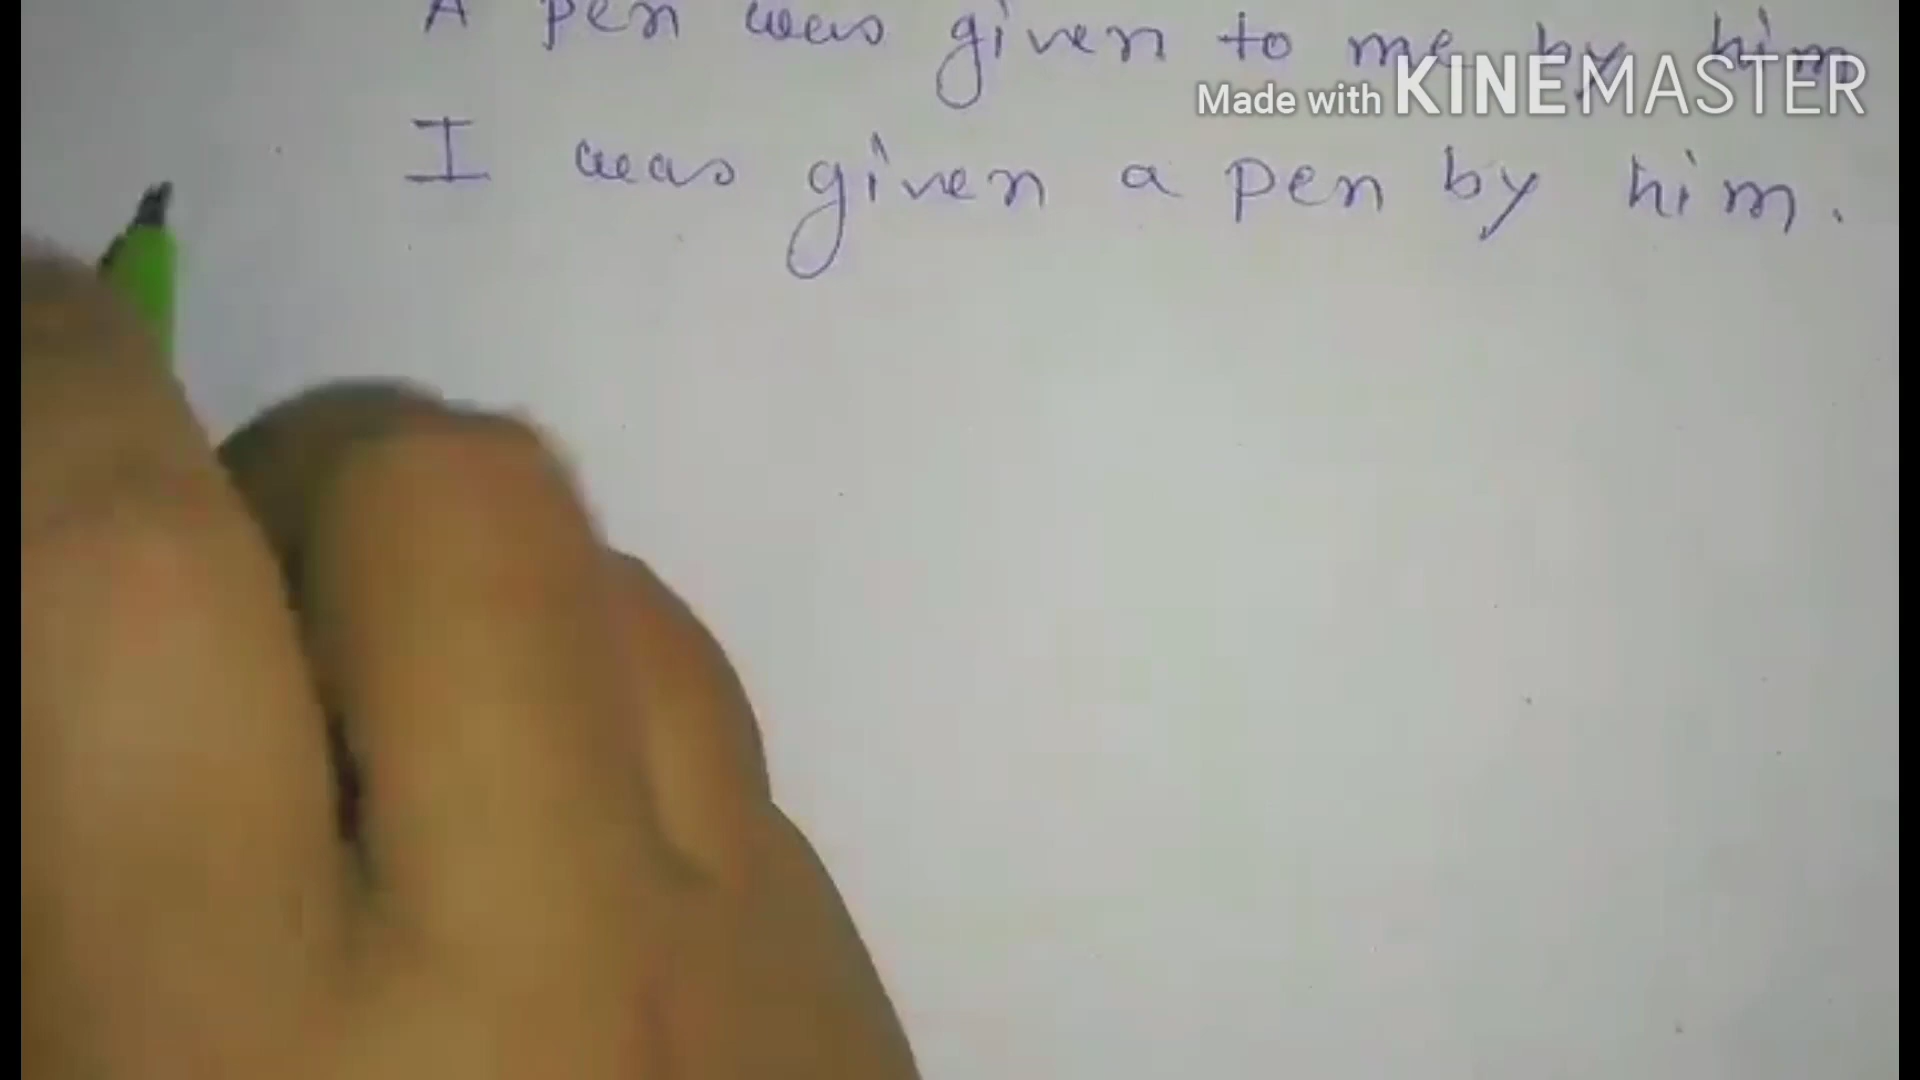 A pen was given to me by him
Made with KINEMASTER
I was given a pen by him.